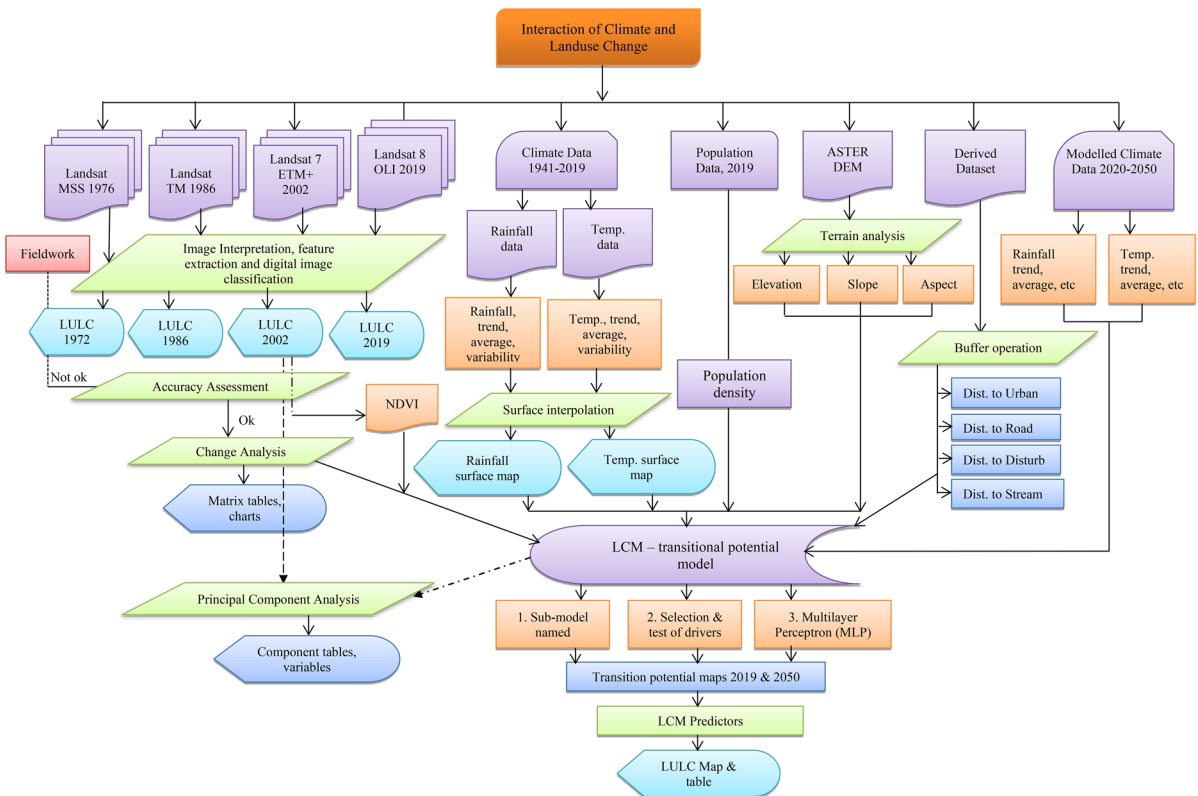 Interaction of Climate and
Landuse Change
Landsat
MSS 1976
Landsat
TM 1986
Landsat 7
ETM+
2002
Landsat 8
OLI 2019
Climate Data
1941-2019
Population
Data, 2019
ASTER
DEM
Derived
Dataset
Modelled Climate
Data 2020-2050
Rainfall
data
Temp.
data
Fieldwork
Image Interpretation, feature
extraction and digital image
classification)
Terrain analysis
Elevation
Slope
Aspect
Rainfall
trend,
average, etc
Temp.
trend,
average, etc
LULC
1972
LULC
1986
LULC
2002
LULC
2019
Rainfall,
trend,
average,
variability
Temp., trend,
average,
variability
Buffer operation
Not ok
Accuracy Assessment
Population
density
Dist. to Urban
Dist. to Road
Dist. to Disturb
Dist. to Stream
NDVI
Surface interpolation
Ok
Change Analysis
Rainfall
surface map
Temp. surface
map
Matrix tables,
charts
LCM – transitional potential
model
Principal Component Analysis
1. Sub-model
named
2. Selection &
test of drivers
3. Multilayer
Perceptron (MLP)
Component tables,
variables
Transition potential maps 2019 & 2050
LCM Predictors
LULC Map &
table